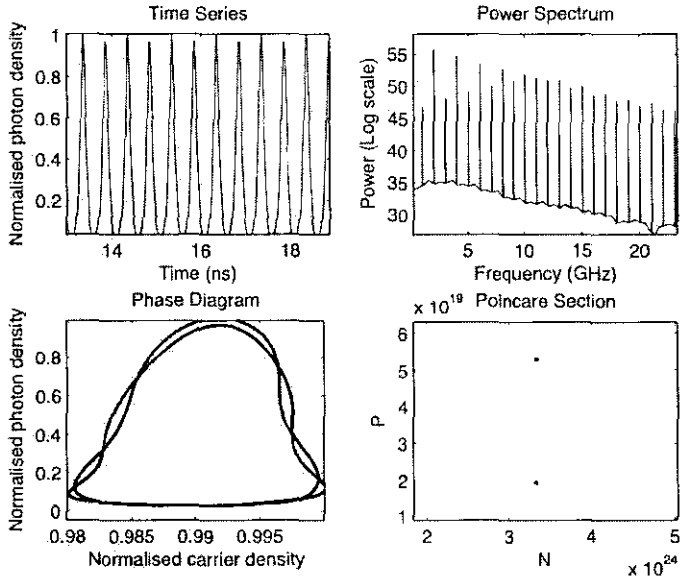 Time Series
Normalised photon density
1
0.8
0.6
0.4
0.2
14
16
18
Time (ns)
Power Spectrum
Power (Log scale)
55
50
45
40
35
30
5
10
15
20
Frequency (GHz)
Phase Diagram
Normalised photon density
0.8
0.6
0.4
0.2
0
0.98
0.985
0.99
0.995
Normalised carrier density
x 10^19 Poincare Section
P
6
5
4
3
2
1
2
3
4
5
N
x 10^24